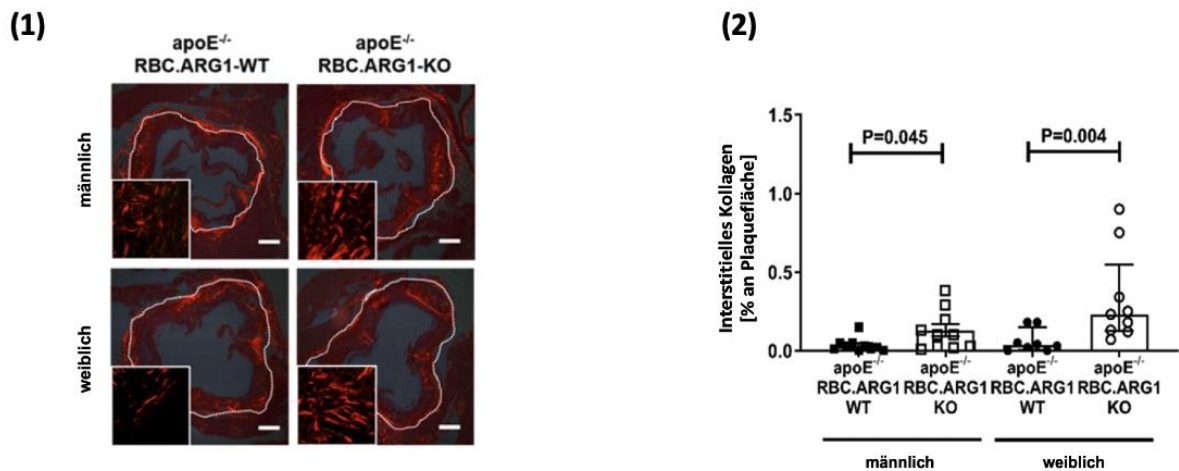 (1)
apoE-/-
RBC.ARG1-WT
apoE-/-
RBC.ARG1-KO
männlich
weiblich
(2)
Interstitielles Kollagen
[% an Plaquefläche]
1.5
1.0
0.5
0.0
P=0.045
P=0.004
apoE-/-
RBC.ARG1
WT
apoE-/-
RBC.ARG1
KO
apoE-/-
RBC.ARG1
WT
apoE-/-
RBC.ARG1
KO
männlich
weiblich